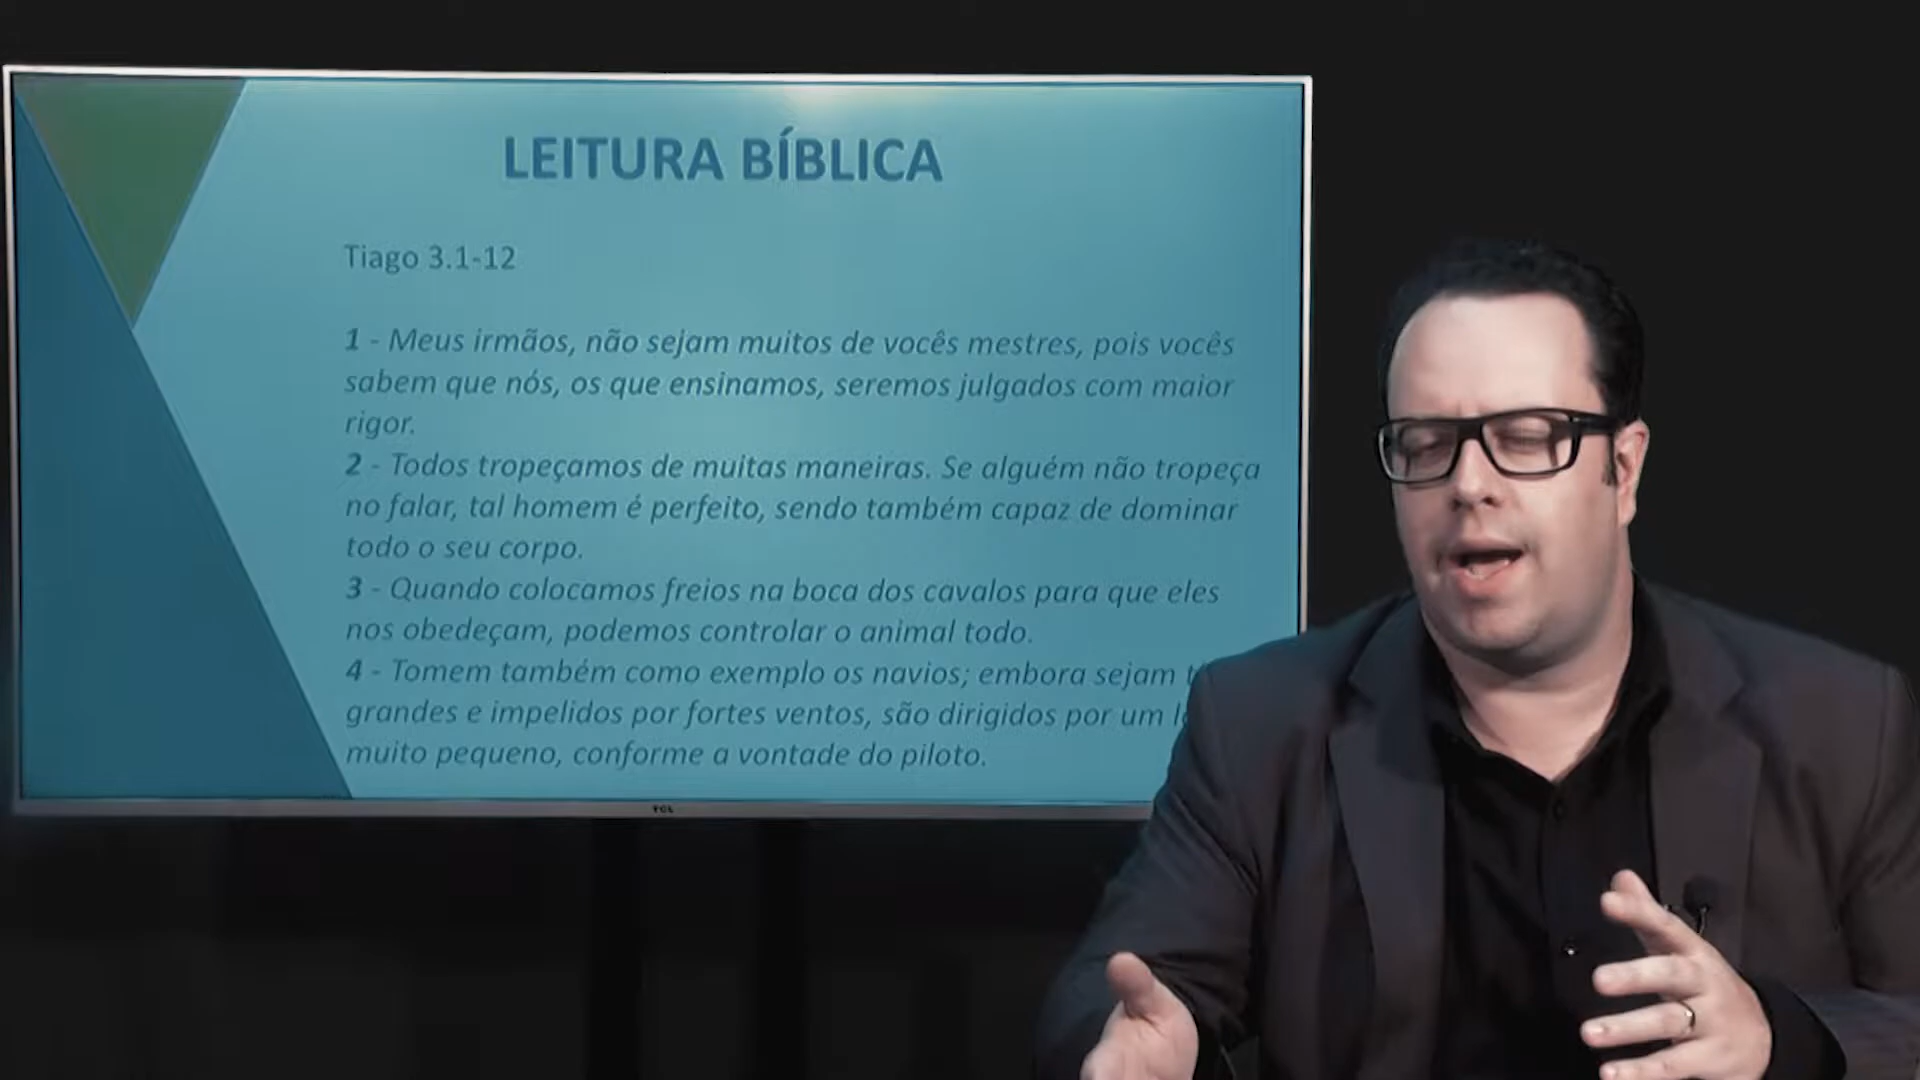 LEITURA BÍBLICA
Tiago 3.1-12
1 - Meus irmãos, não sejam muitos de vocês mestres, pois vocês
sabem que nós, os que ensinamos, seremos julgados com maior
rigor.
2 - Todos tropeçamos de muitas maneiras. Se alguém não tropeça
no falar, tal homem é perfeito, sendo também capaz de dominar
todo o seu corpo.
3 - Quando colocamos freios na boca dos cavalos para que eles
nos obedeçam, podemos controlar o animal todo.
4 - Tomem também como exemplo os navios; embora sejam
grandes e impelidos por fortes ventos, são dirigidos por um
muito pequeno, conforme a vontade do piloto.
TCL